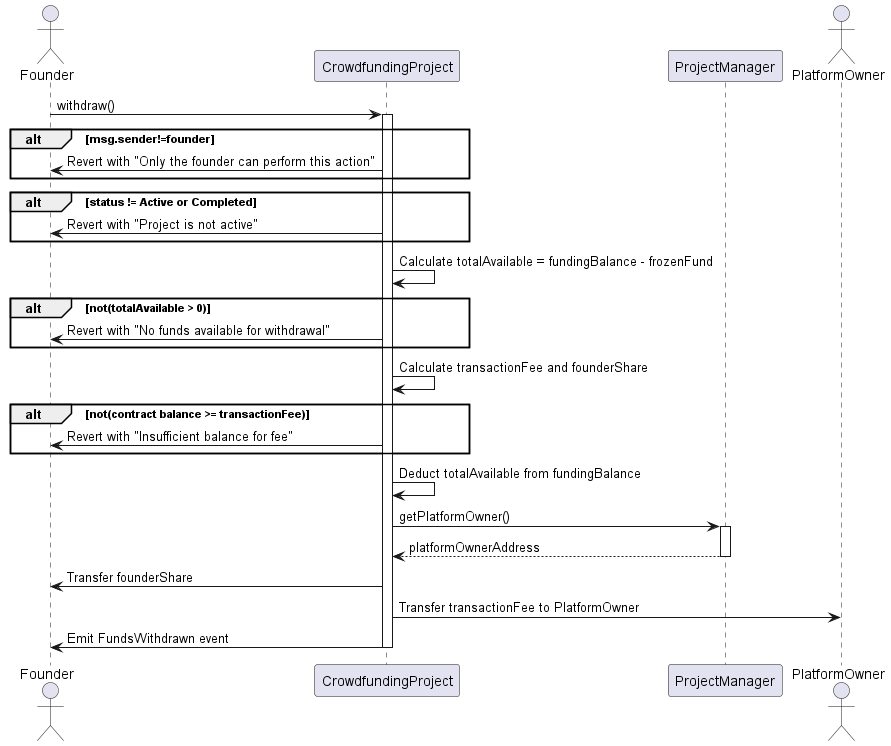 Founder
CrowdfundingProject
ProjectManager
PlatformOwner
withdraw()
alt [msg.sender!=founder]
Revert with "Only the founder can perform this action"
alt [status != Active or Completed]
Revert with "Project is not active"
Calculate totalAvailable = fundingBalance - frozenFund
alt [not(totalAvailable > 0)]
Revert with "No funds available for withdrawal"
Calculate transactionFee and founderShare
alt [not(contract balance >= transactionFee)]
Revert with "Insufficient balance for fee"
Deduct totalAvailable from fundingBalance
getPlatformOwner()
platformOwnerAddress
Transfer founderShare
Transfer transactionFee to PlatformOwner
Emit FundsWithdrawn event
Founder
CrowdfundingProject
ProjectManager
PlatformOwner